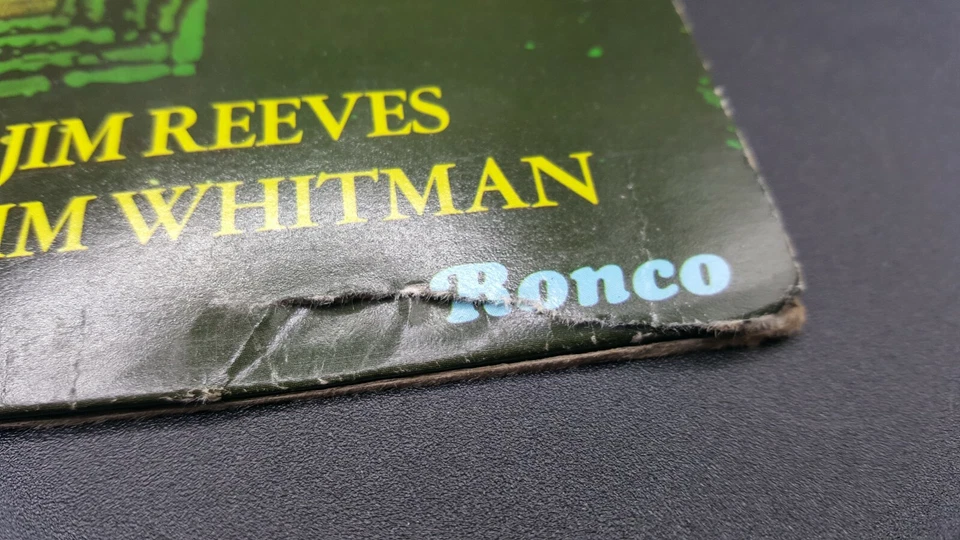 JIM REEVES
IM WHITMAN
Ronco